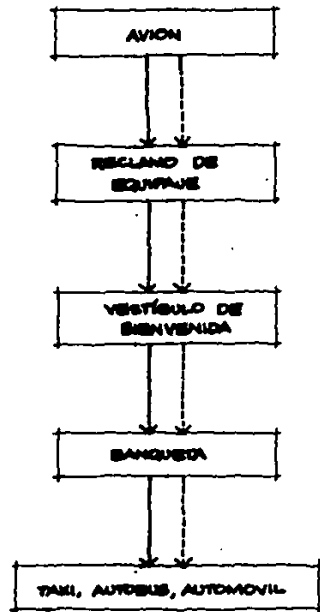 AVION
RECLAMO DE
EQUIPAJE
VESTÍBULO DE
BIENVENIDA
BANQUETA
TAXI, AUTOBUS, AUTOMOVIL